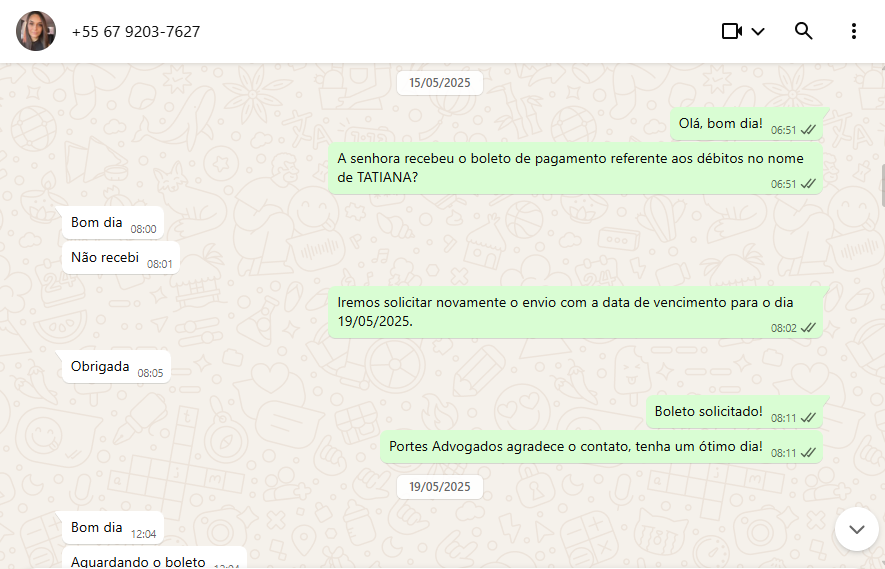 +55 67 9203-7627
15/05/2025
Olá, bom dia! 06:51
A senhora recebeu o boleto de pagamento referente aos débitos no nome
de TATIANA?
06:51
Bom dia 08:00
Não recebi 08:01
Iremos solicitar novamente o envio com a data de vencimento para o dia
19/05/2025.
08:02
Obrigada 08:05
Boleto solicitado! 08:11
Portes Advogados agradece o contato, tenha um ótimo dia! 08:11
19/05/2025
Bom dia 12:04
Aguardando o boleto 12:04